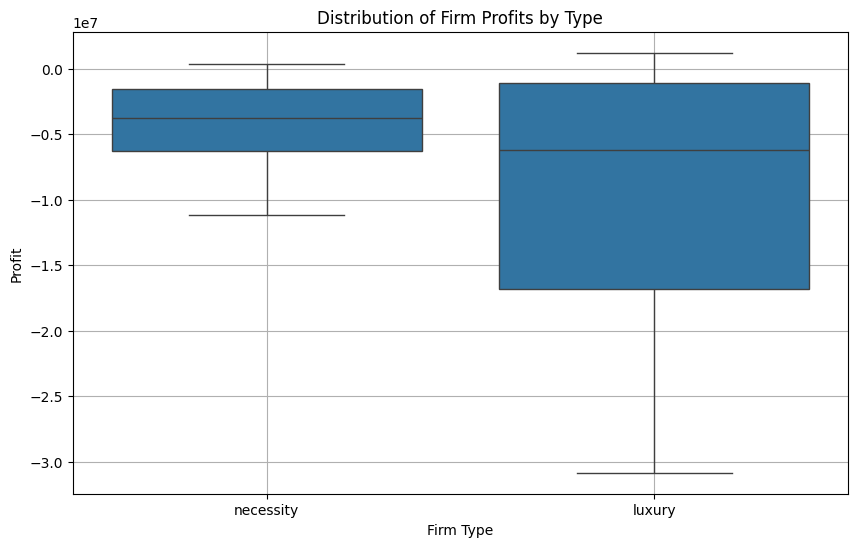 Distribution of Firm Profits by Type
1e7
0.0
−0.5
−1.0
−1.5
−2.0
−2.5
−3.0
Profit
necessity
luxury
Firm Type